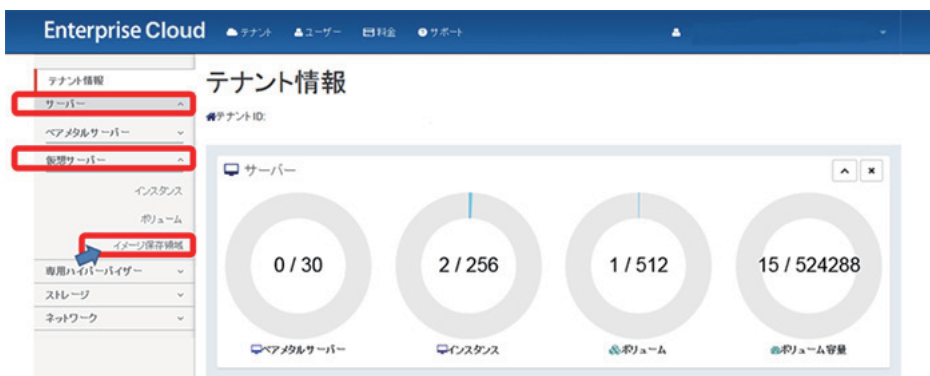 Enterprise Cloud テナント ユーザー 料金 サポート
テナント情報
サーバー
ベアメタルサーバー
仮想サーバー
インスタンス
ボリューム
イメージ保存領域
専用ハイパーバイザー
ストレージ
ネットワーク
テナント情報
テナントID:
サーバー
0 / 30
2 / 256
1 / 512
15 / 524288
ベアメタルサーバー
インスタンス
ボリューム
ボリューム容量